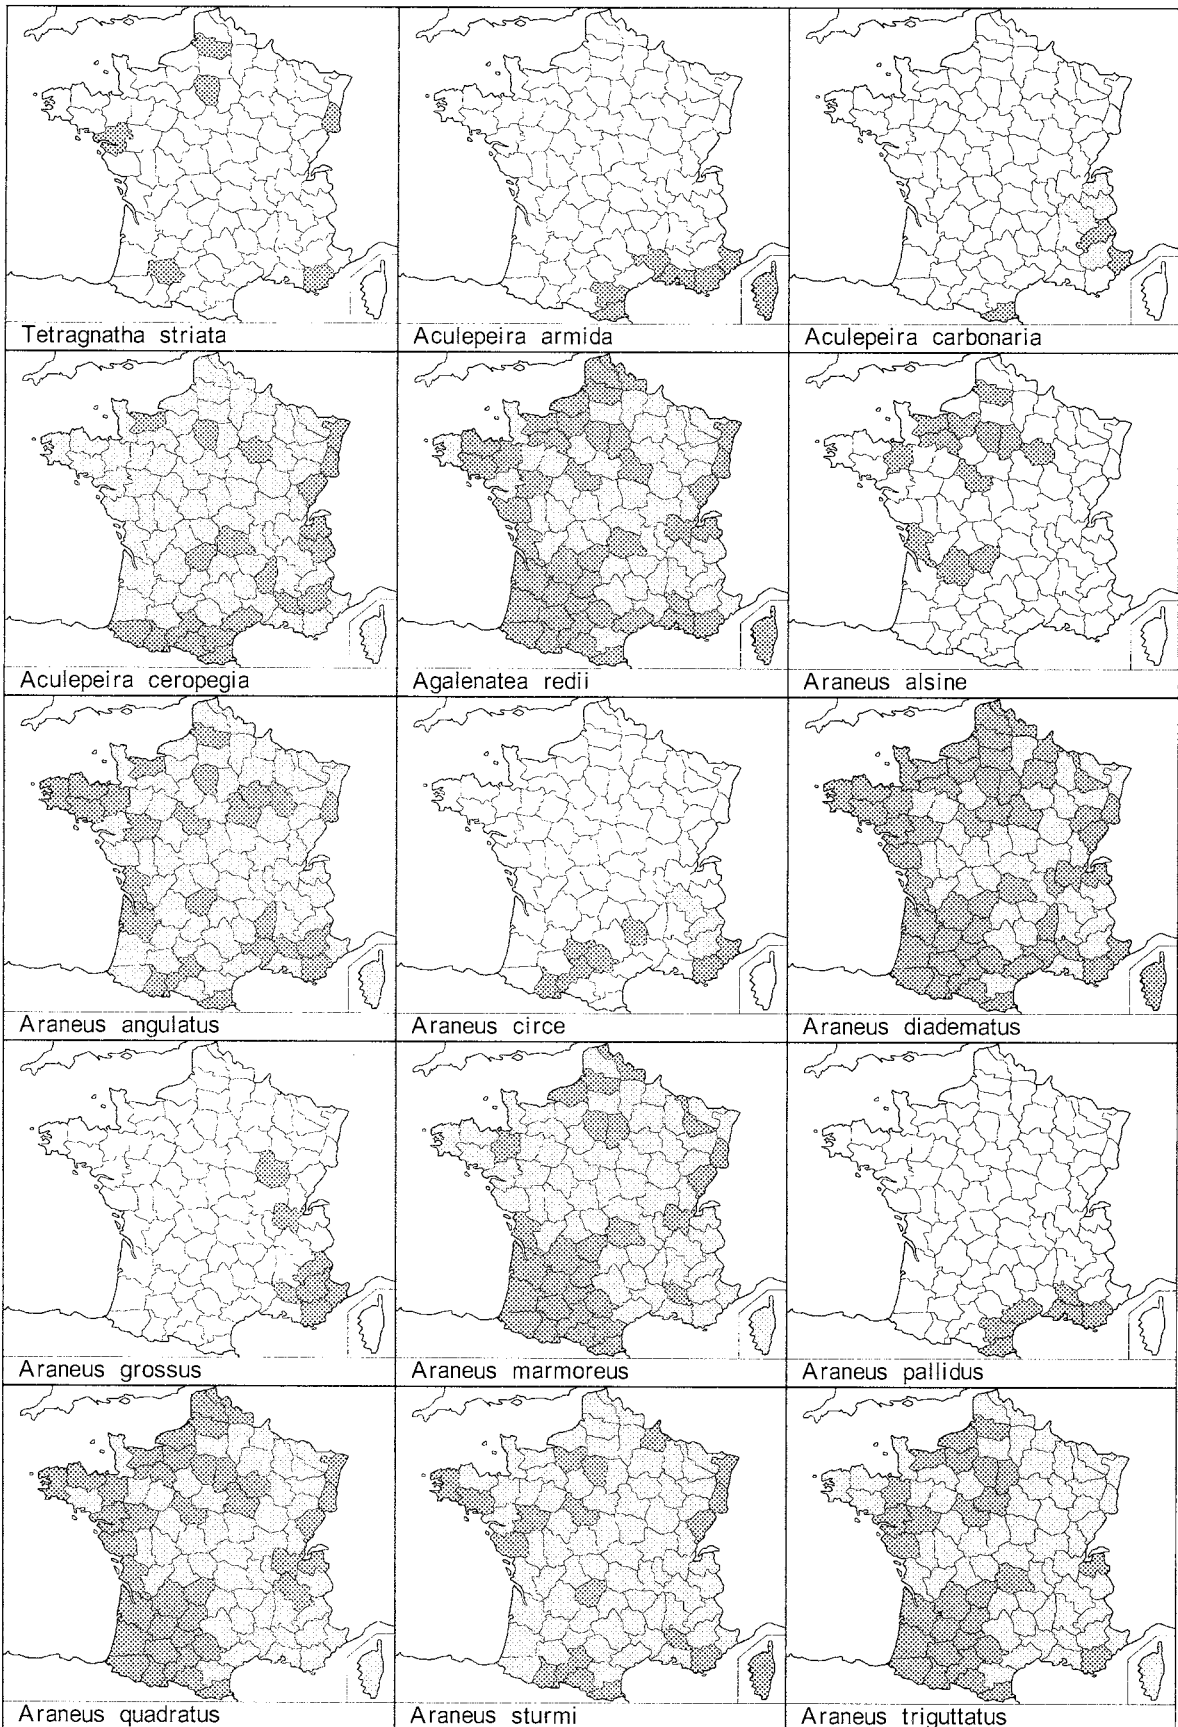 Tetragnatha striata
Aculepeira armida
Aculepeira carbonaria
Aculepeira ceropegia
Agalenatea redii
Araneus alsine
Araneus angulatus
Araneus circe
Araneus diadematus
Araneus grossus
Araneus marmoreus
Araneus pallidus
Araneus quadratus
Araneus sturmi
Araneus triguttatus